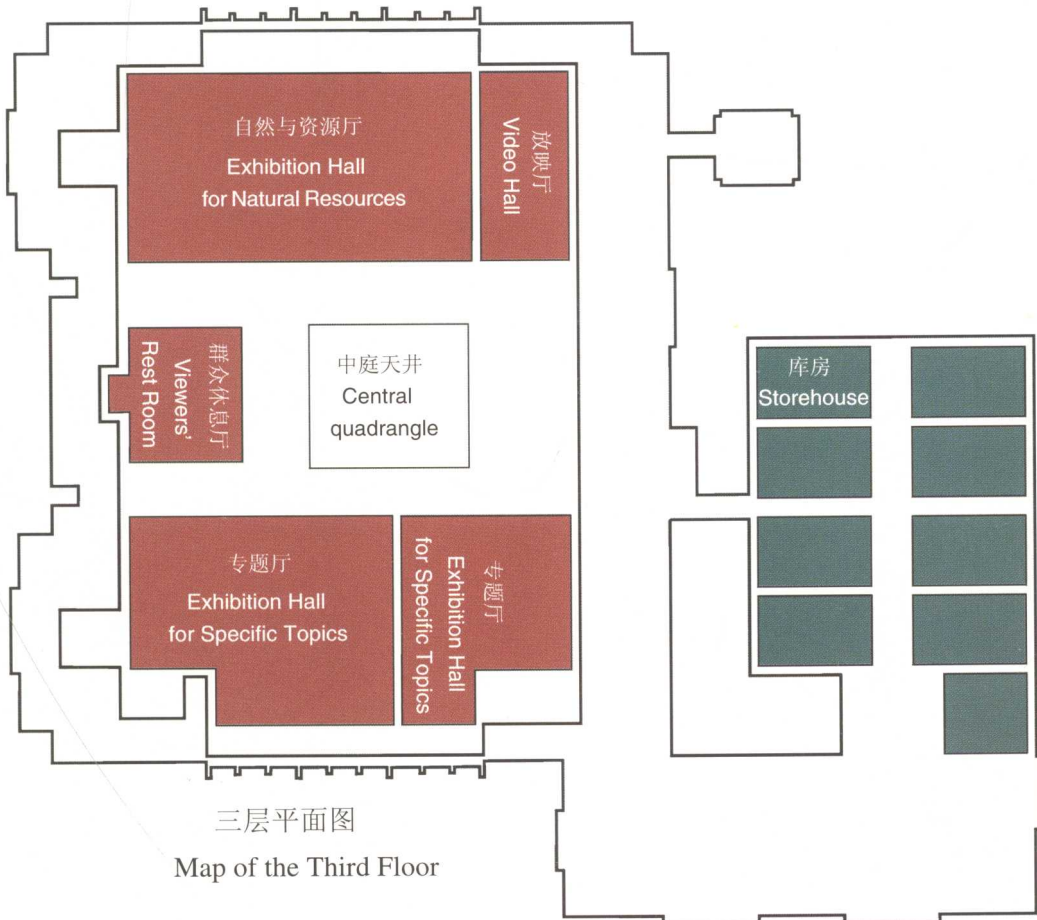 自然与资源厅
Exhibition Hall
for Natural Resources
放映厅
Video Hall
群众休息厅
Viewers'
Rest Room
中庭天井
Central
quadrangle
库房
Storehouse
专题厅
Exhibition Hall
for Specific Topics
专题厅
Exhibition Hall
for Specific Topics
三层平面图
Map of the Third Floor